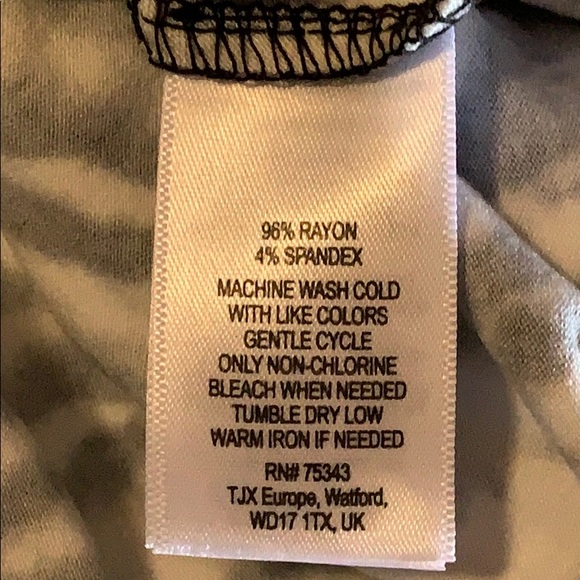 96% RAYON
4% SPANDEX
MACHINE WASH COLD
WITH LIKE COLORS
GENTLE CYCLE
ONLY NON-CHLORINE
BLEACH WHEN NEEDED
TUMBLE DRY LOW
WARM IRON IF NEEDED
RN# 75343
TJX Europe, Watford,
WD17 1TX, UK